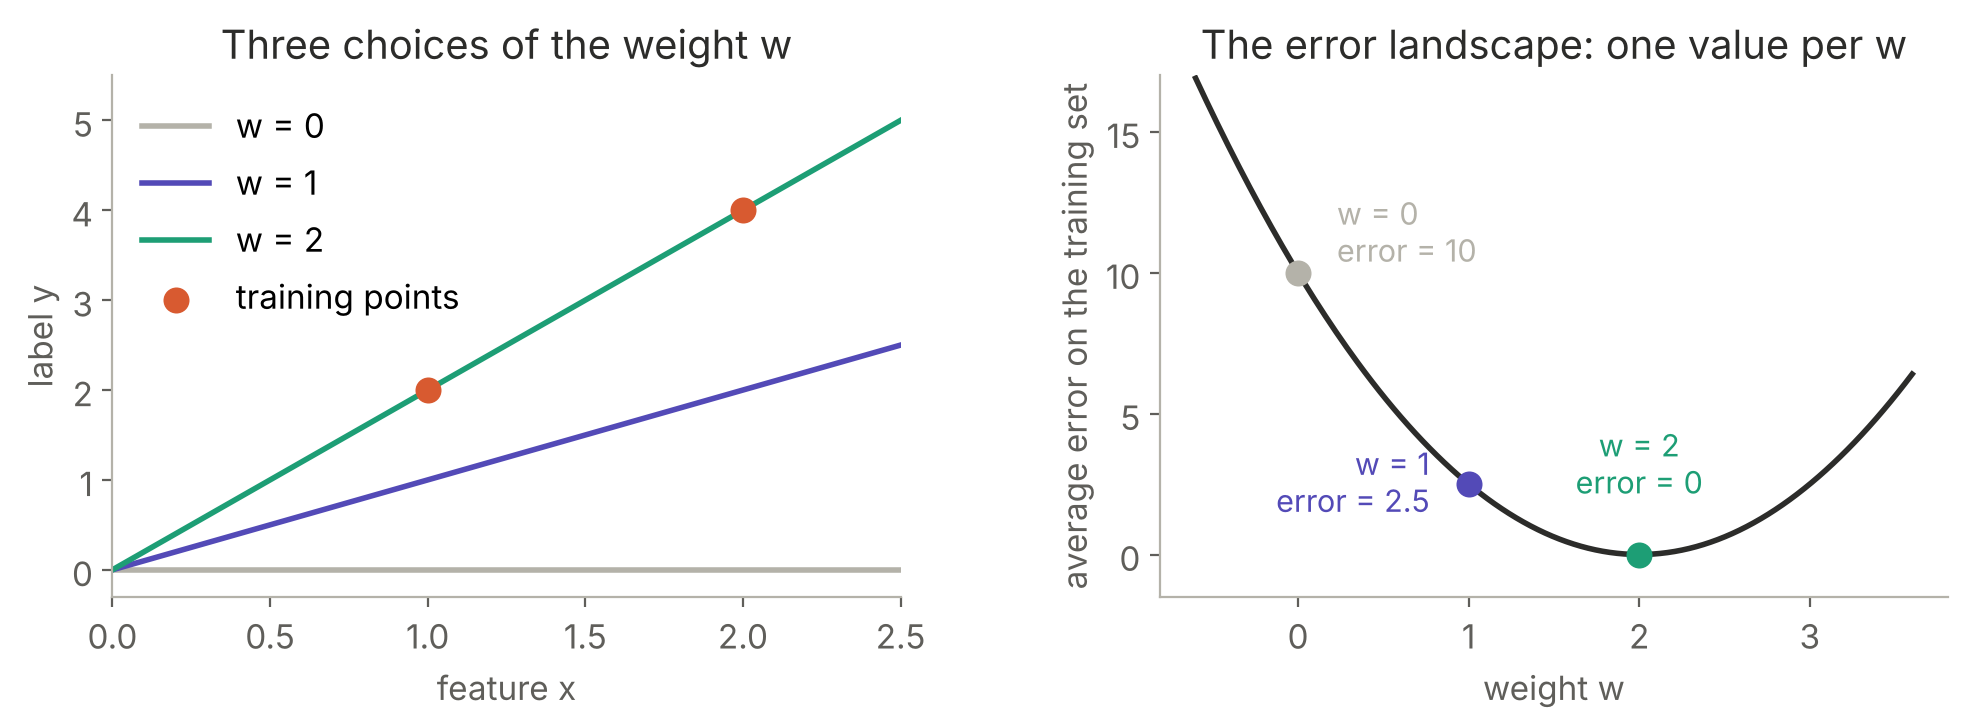 Three choices of the weight w
w = 0
w = 1
w = 2
training points
label y
5
4
3
2
1
0
0.0 0.5 1.0 1.5 2.0 2.5
feature x
The error landscape: one value per w
average error on the training set
15
10
5
0
w = 0
error = 10
w = 1
error = 2.5
w = 2
error = 0
0 1 2 3
weight w